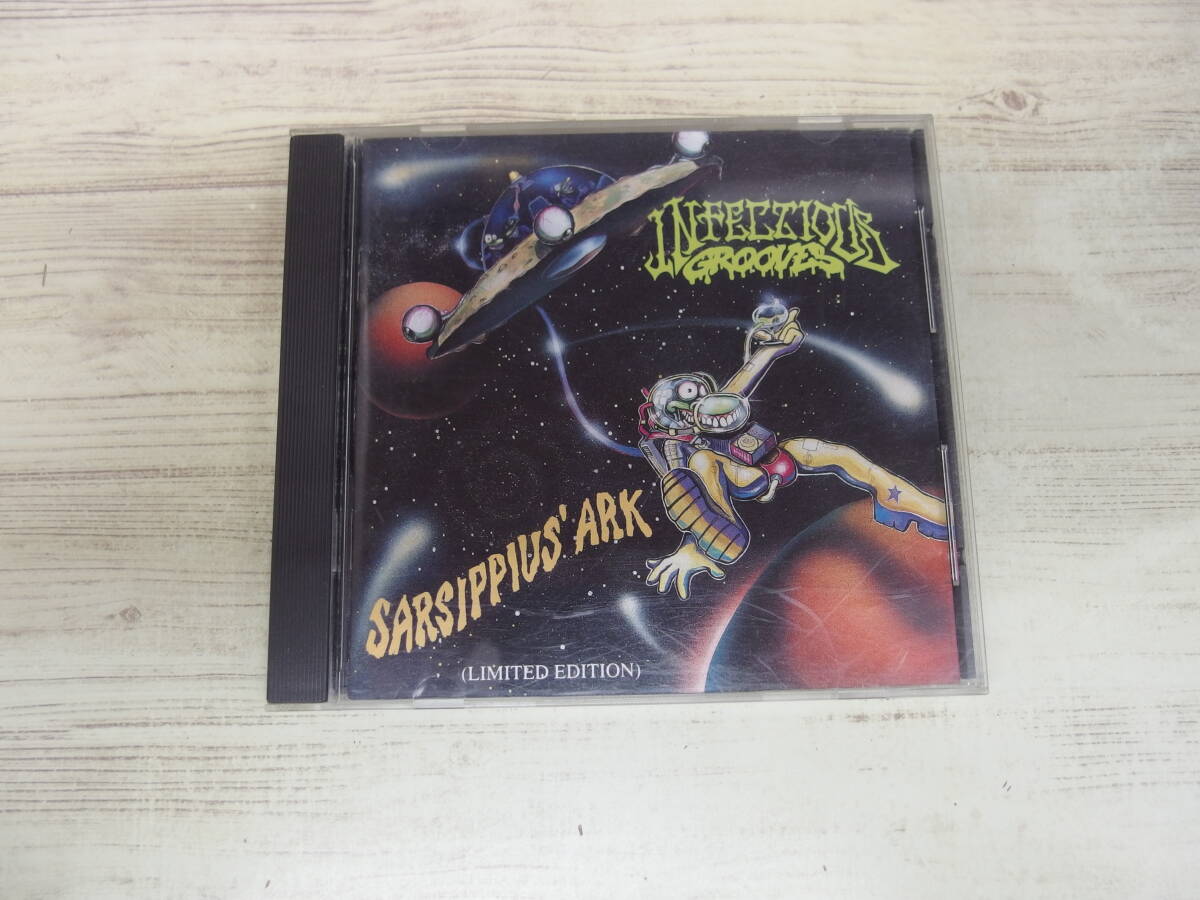 INFECTIOUS
GROOVES
SARSIPPIUS' ARK
(LIMITED EDITION)